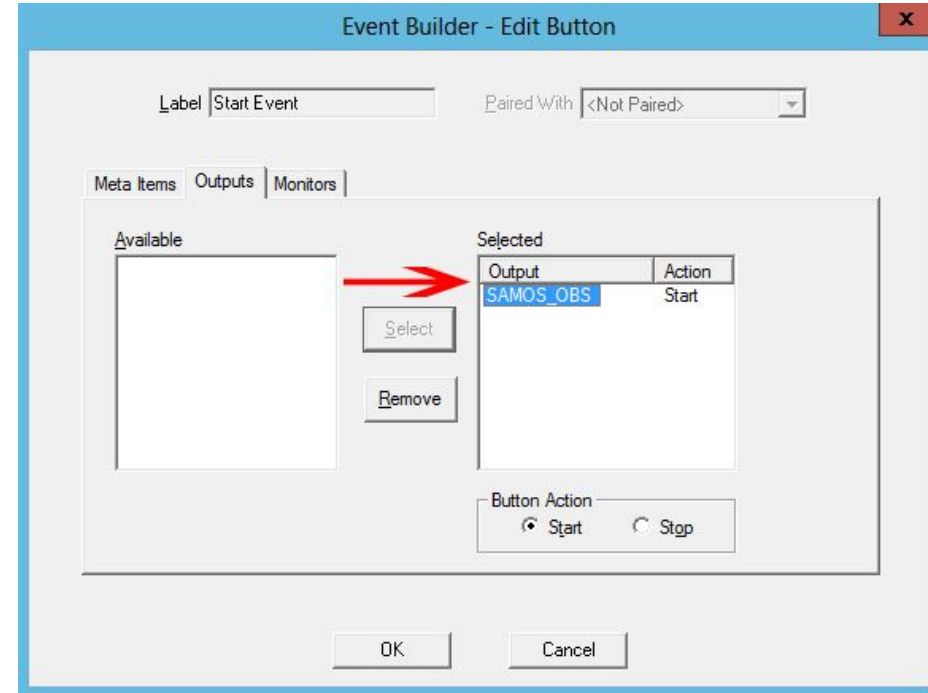 Event Builder - Edit Button
x
Label Start Event Paired With <Not Paired>
Meta Items Outputs Monitors
Available Selected
Output Action
SAMOS_OBS Start
Select
Remove
Button Action
Start Stop
OK Cancel